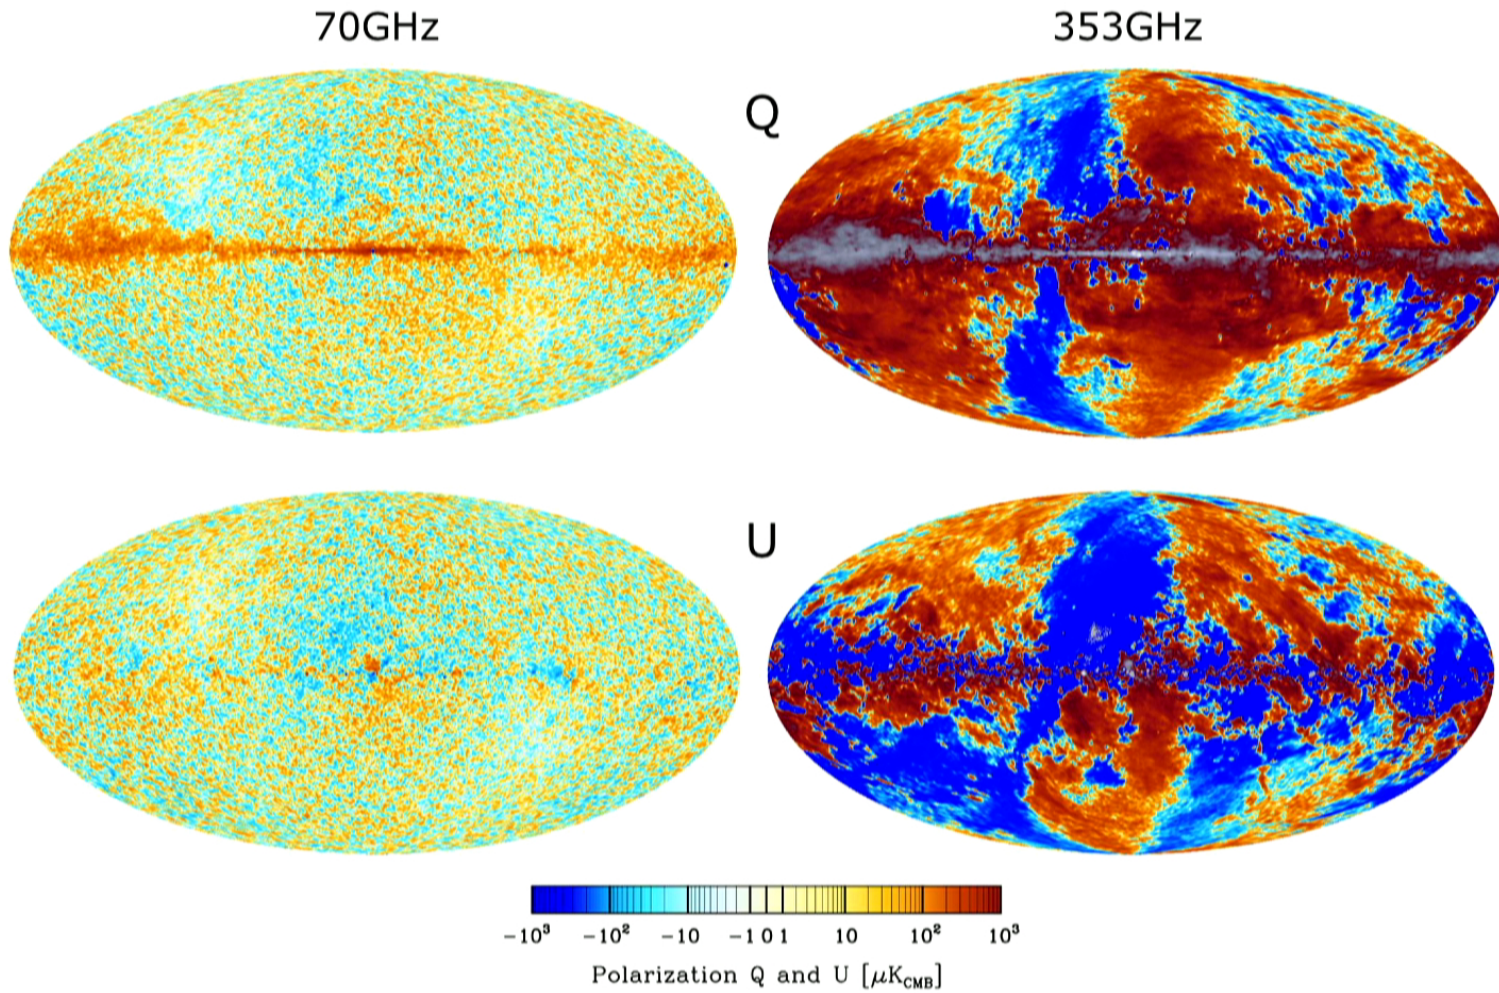 70GHz
353GHz
Q
U
−10³ −10² −10 −1 0 1 10 10² 10³
Polarization Q and U [μK_CMB]